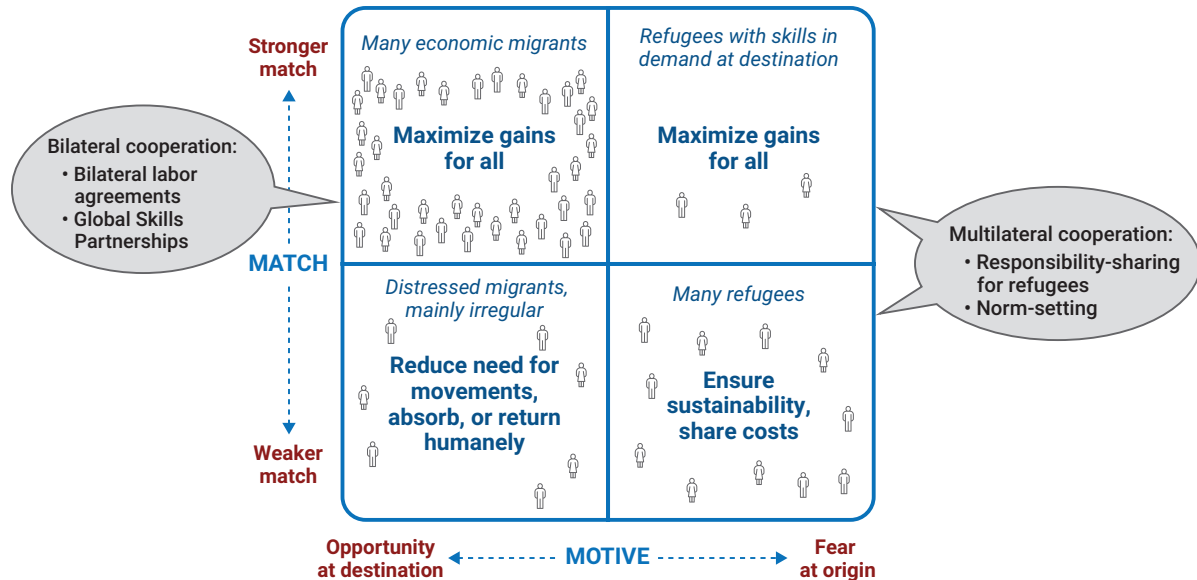 Stronger
match
Many economic migrants
Maximize gains
for all
Refugees with skills in
demand at destination
Maximize gains
for all
Bilateral cooperation:
• Bilateral labor
agreements
• Global Skills
Partnerships
MATCH
Multilateral cooperation:
• Responsibility-sharing
for refugees
• Norm-setting
Distressed migrants,
mainly irregular
Reduce need for
movements,
absorb, or return
humanely
Many refugees
Ensure
sustainability,
share costs
Weaker
match
Opportunity
at destination
MOTIVE
Fear
at origin